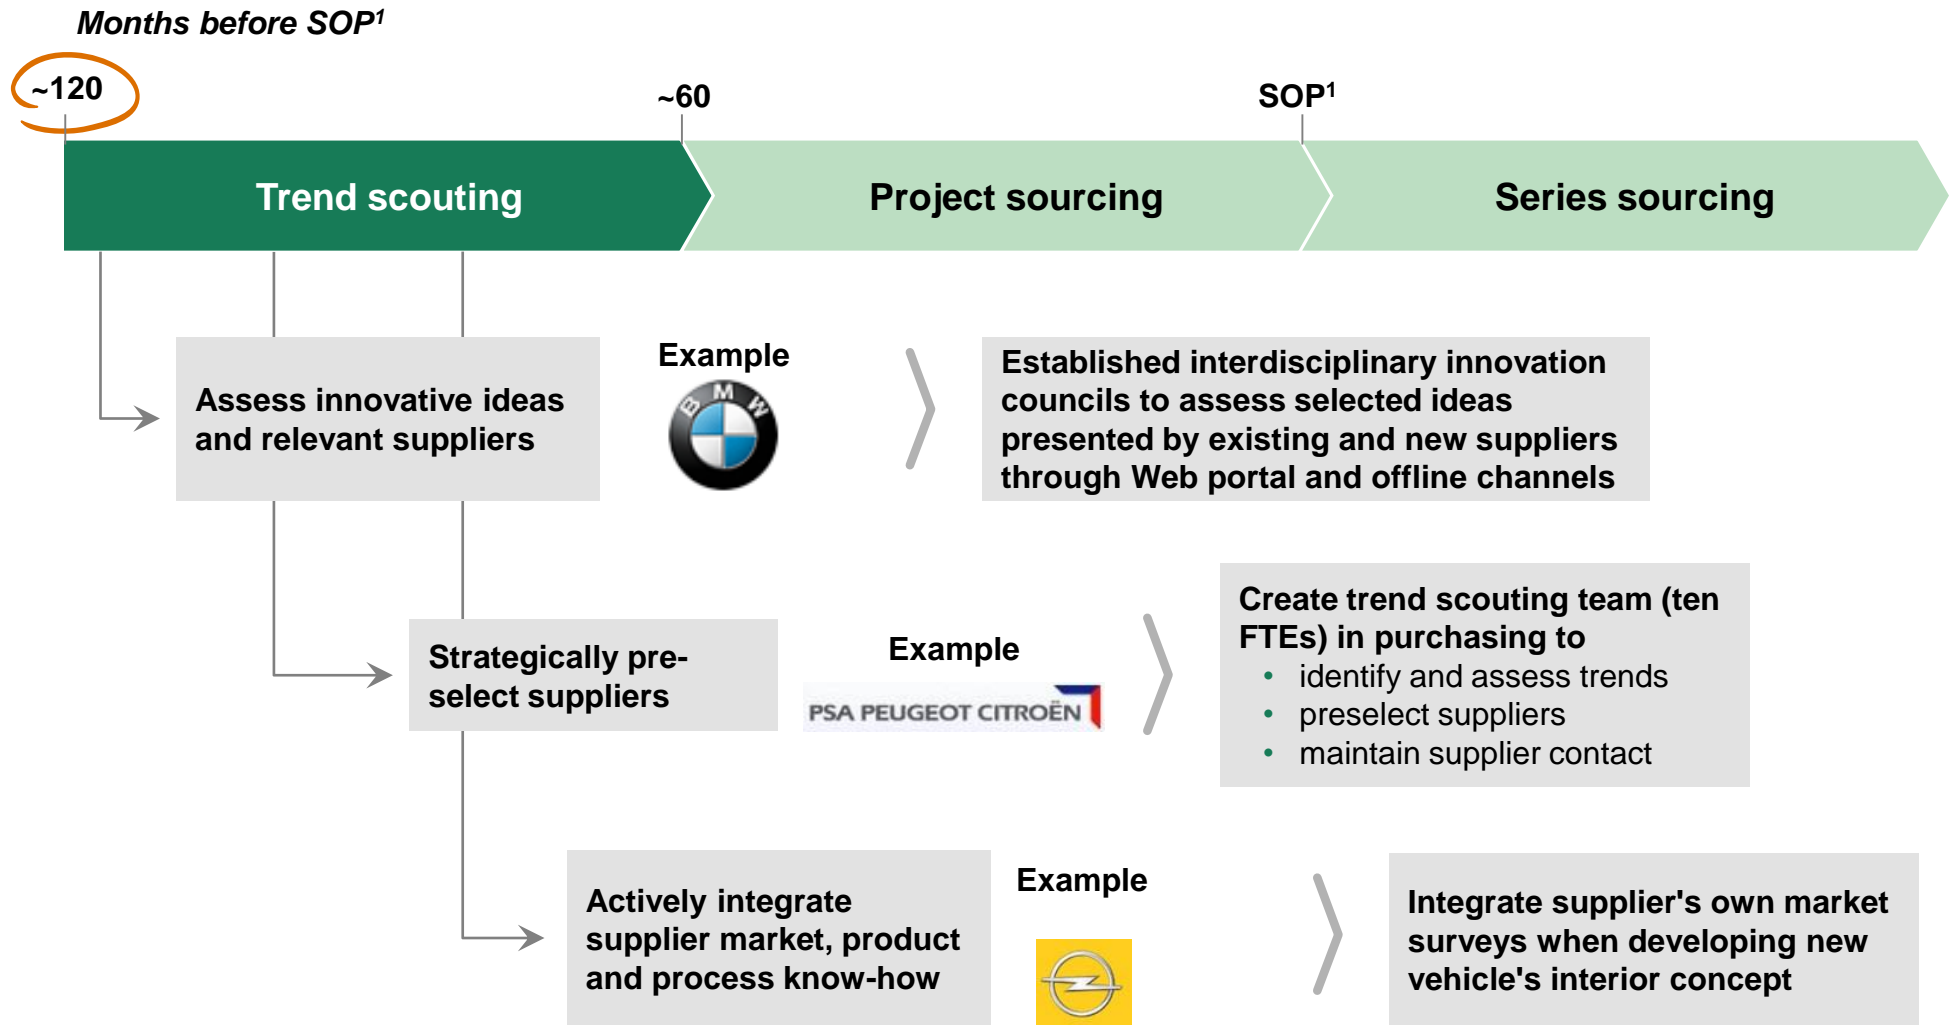 Months before SOP¹
~120
~60
SOP¹
Trend scouting
Project sourcing
Series sourcing
Assess innovative ideas
and relevant suppliers
Example
BMW
Established interdisciplinary innovation
councils to assess selected ideas
presented by existing and new suppliers
through Web portal and offline channels
Strategically pre-
select suppliers
Example
PSA PEUGEOT CITROËN
Create trend scouting team (ten
FTEs) in purchasing to
• identify and assess trends
• preselect suppliers
• maintain supplier contact
Actively integrate
supplier market, product
and process know-how
Example
Integrate supplier's own market
surveys when developing new
vehicle's interior concept